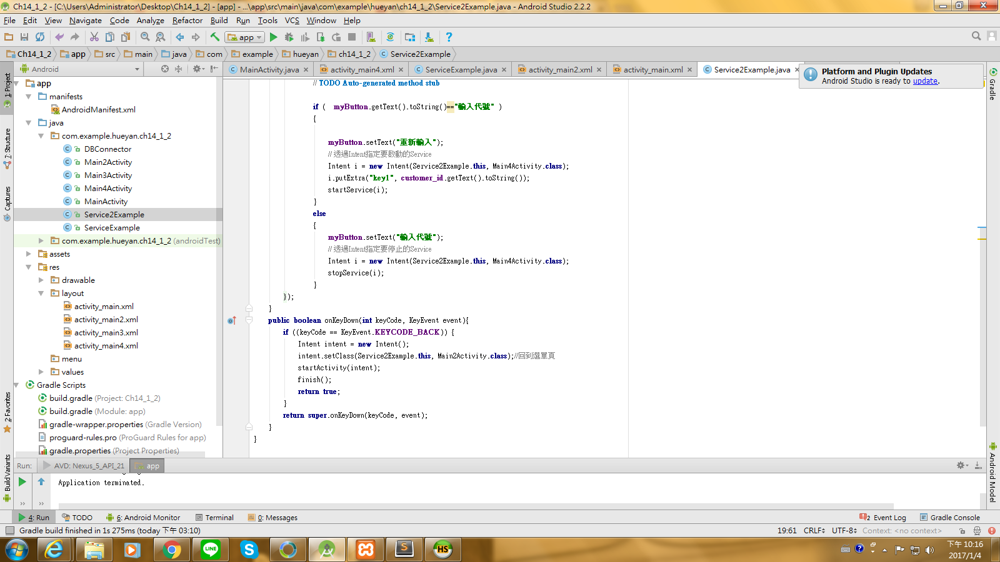 Ch14_1_2 - [C:\Users\Administrator\Desktop\Ch14_1_2] - [app] - ...\app\src\main\java\com\example\hueyan\ch14_1_2\Service2Example.java - Android Studio 2.2.2
File Edit View Navigate Code Analyze Refactor Build Run Tools VCS Window Help
app
Ch14_1_2 app src main java com example hueyan ch14_1_2 Service2Example
Android
MainActivity.java activity_main4.xml ServiceExample.java activity_main2.xml activity_main.xml Service2Example.java
Platform and Plugin Updates
Android Studio is ready to update.
1: Project
7: Structure
Captures
2: Favorites
Build Variants
app
manifests
AndroidManifest.xml
java
com.example.hueyan.ch14_1_2
DBConnector
Main2Activity
Main3Activity
Main4Activity
MainActivity
Service2Example
ServiceExample
com.example.hueyan.ch14_1_2 (androidTest)
assets
res
drawable
layout
activity_main.xml
activity_main2.xml
activity_main3.xml
activity_main4.xml
menu
values
Gradle Scripts
build.gradle (Project: Ch14_1_2)
build.gradle (Module: app)
gradle-wrapper.properties (Gradle Version)
proguard-rules.pro (ProGuard Rules for app)
gradle.properties (Project Properties)
// TODO Auto-generated method stub
if ( myButton.getText().toString()=="輸入代號" )
{
myButton.setText("重新輸入");
// 透過Intent指定要啟動的Service
Intent i = new Intent(Service2Example.this, Main4Activity.class);
i.putExtra("key1", customer_id.getText().toString());
startService(i);
}
else
{
myButton.setText("輸入代號");
// 透過Intent指定要停止的Service
Intent i = new Intent(Service2Example.this, Main4Activity.class);
stopService(i);
}
});
}
public boolean onKeyDown(int keyCode, KeyEvent event){
if ((keyCode == KeyEvent.KEYCODE_BACK)) {
Intent intent = new Intent();
intent.setClass(Service2Example.this, Main2Activity.class);//回到選單頁
startActivity(intent);
finish();
return true;
}
return super.onKeyDown(keyCode, event);
}
}
Gradle
Android Model
Run: AVD: Nexus_5_API_21 app
Application terminated.
4: Run TODO 6: Android Monitor Terminal 0: Messages 2 Event Log Gradle Console
Gradle build finished in 1s 275ms (today 下午 03:10)
19:61 CRLF UTF-8 Context: <no context>
LINE
HS
下午 10:16
2017/1/4